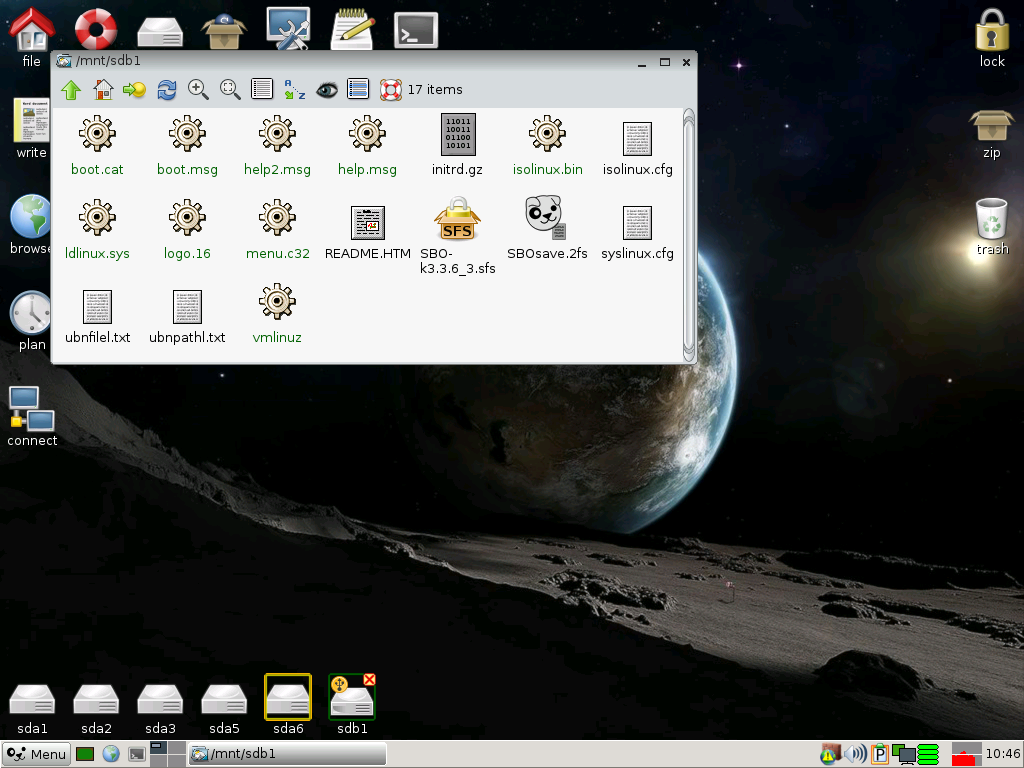 /mnt/sdb1
17 items
file
lock
boot.cat
boot.msg
help2.msg
help.msg
11011
10011
01100
10101
initrd.gz
isolinux.bin
isolinux.cfg
write
zip
ldlinux.sys
logo.16
menu.c32
README.HTM
SFS
SBO-
k3.3.6_3.sfs
SBOsave.2fs
syslinux.cfg
browse
trash
ubnfilel.txt
ubnpathl.txt
vmlinuz
plan
connect
sda1
sda2
sda3
sda5
sda6
sdb1
Menu
/mnt/sdb1
P
10:46